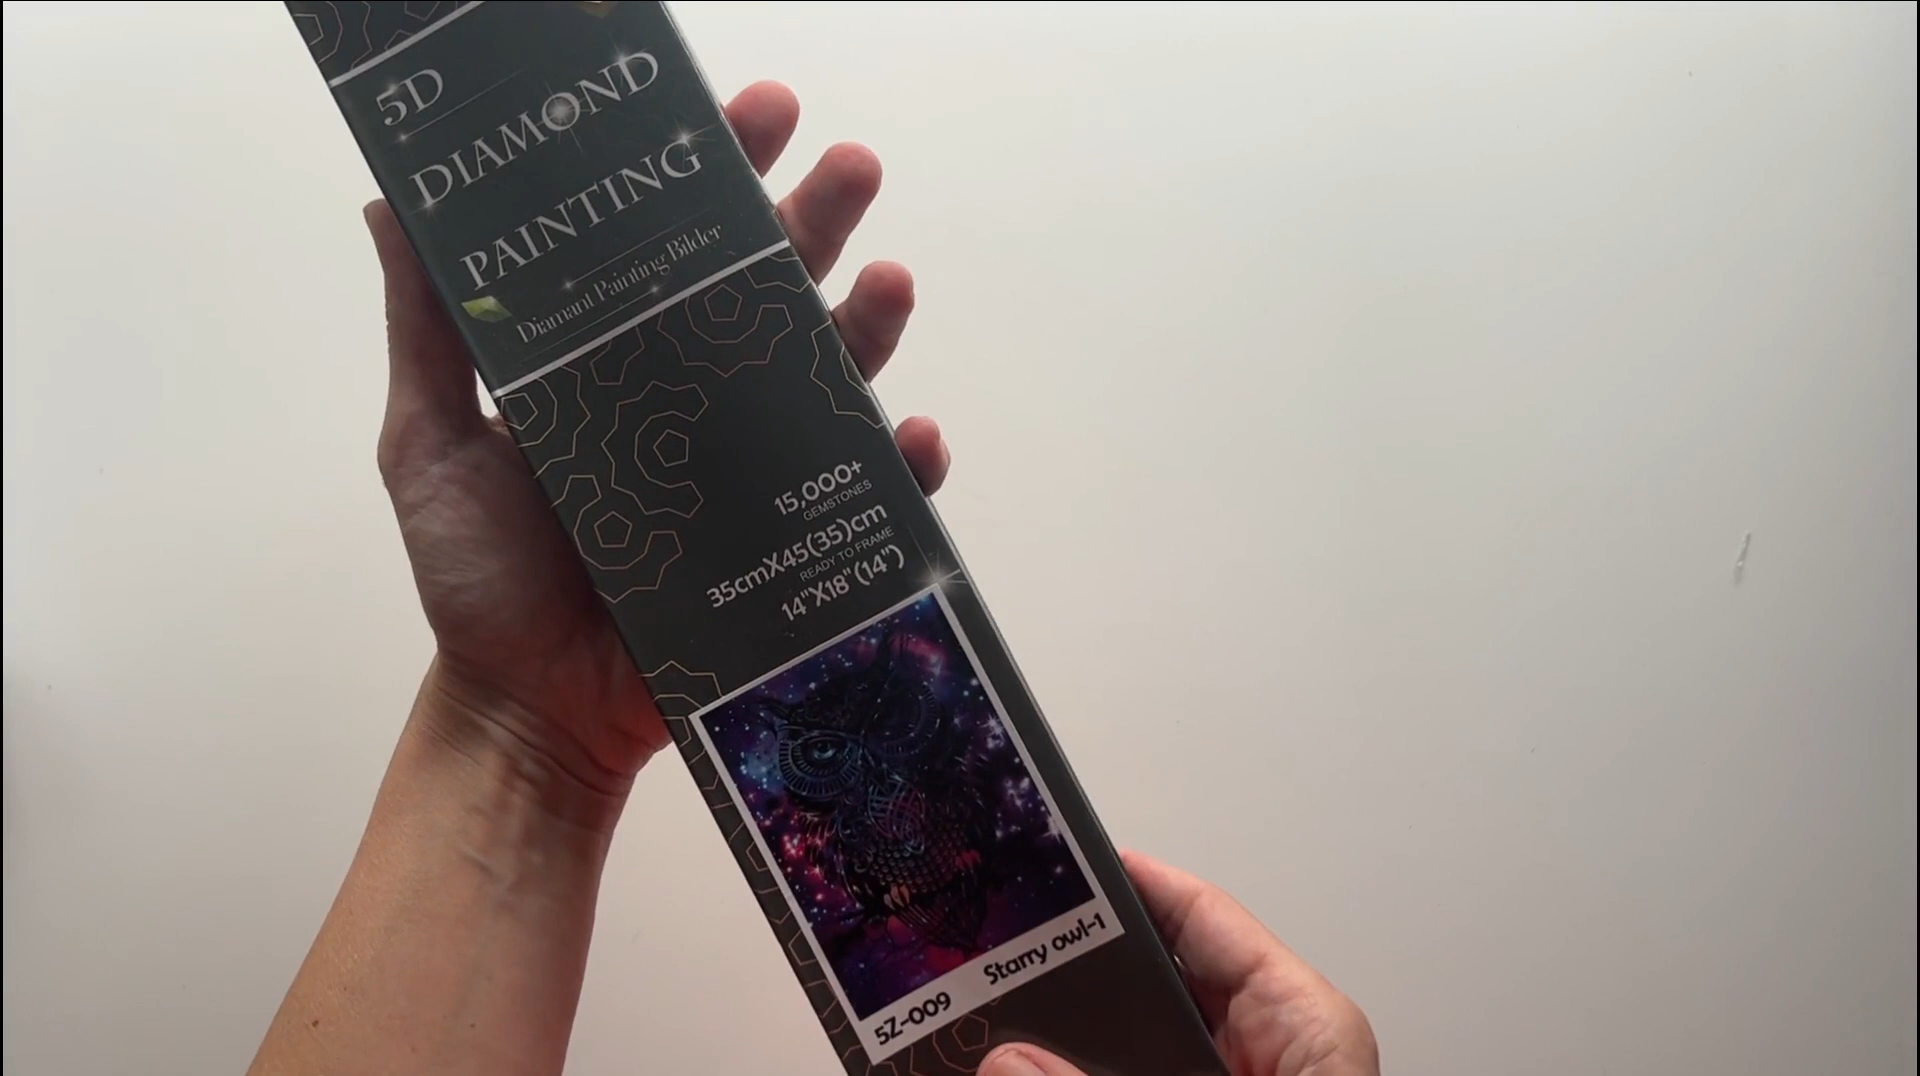 5D
DIAMOND
PAINTING
Diamant Painting Bilder
15,000+
GEMSTONES
35cmX45(35)cm
READY TO FRAME
14"X18"(14")
5Z-009 Starry owl-1